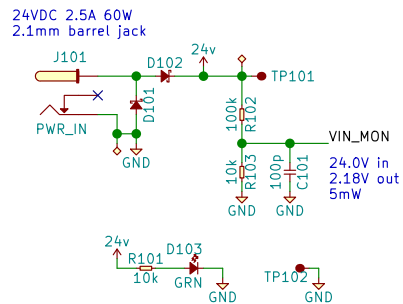 24VDC 2.5A 60W
2.1mm barrel jack
J101
D102
24v
TP101
D101
100k
R102
PWR_IN
GND
VIN_MON
10k
R103
100p
C101
24.0V in
2.18V out
5mW
GND
GND
24v
R101
10k
D103
GRN
GND
TP102
GND